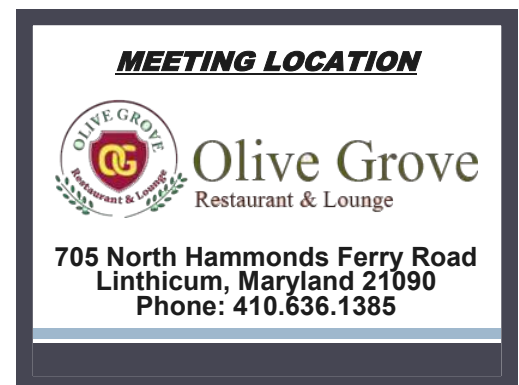 MEETING LOCATION
OLIVE GROVE
OG
Restaurant & Lounge
Olive Grove
Restaurant & Lounge
705 North Hammonds Ferry Road
Linthicum, Maryland 21090
Phone: 410.636.1385